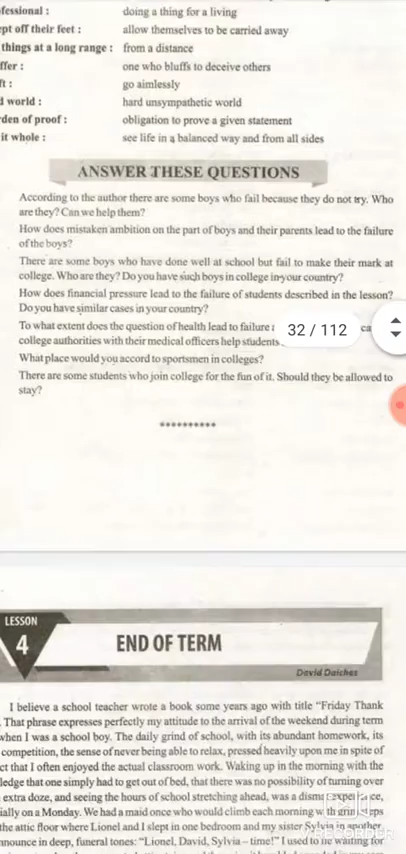 fessional : doing a thing for a living
ept off their feet : allow themselves to be carried away
things at a long range : from a distance
ffer : one who bluffs to deceive others
ft : go aimlessly
d world : hard unsympathetic world
den of proof : obligation to prove a given statement
it whole : see life in a balanced way and from all sides
ANSWER THESE QUESTIONS
According to the author there are some boys who fail because they do not try. Who
are they? Can we help them?
How does mistaken ambition on the part of boys and their parents lead to the failure
of the boys?
There are some boys who have done well at school but fail to make their mark at
college. Who are they? Do you have such boys in college in your country?
How does financial pressure lead to the failure of students described in the lesson?
Do you have similar cases in your country?
To what extent does the question of health lead to failure 32 / 112 ca
college authorities with their medical officers help students
What place would you accord to sportsmen in colleges?
There are some students who join college for the fun of it. Should they be allowed to
stay?
**********
LESSON
4 END OF TERM
David Daiches
I believe a school teacher wrote a book some years ago with title "Friday Thank
. That phrase expresses perfectly my attitude to the arrival of the weekend during term
when I was a school boy. The daily grind of school, with its abundant homework, its
competition, the sense of never being able to relax, pressed heavily upon me in spite of
ct that I often enjoyed the actual classroom work. Waking up in the morning with the
ledge that one simply had to get out of bed, that there was no possibility of turning over
extra doze, and seeing the hours of school stretching ahead, was a dismal experience,
ially on a Monday. We had a maid once who would climb each morning
the attic floor where Lionel and I slept in one bedroom and my sister Sylvia in another
nnounce in deep, funeral tones: "Lionel, David, Sylvia – time!" I used to lie waiting for